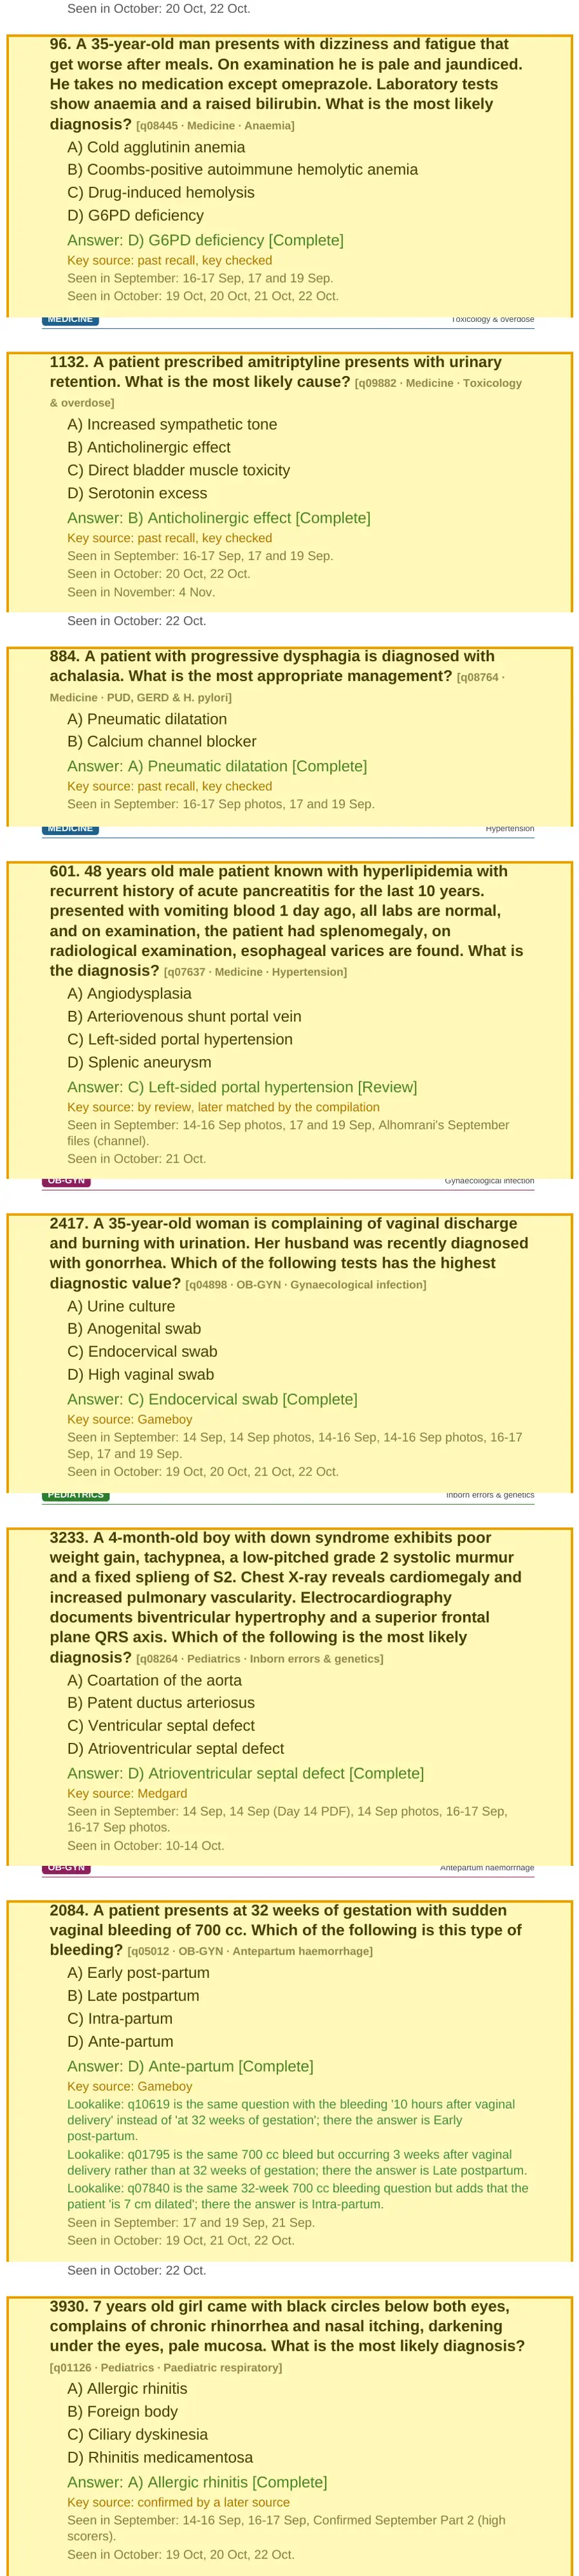 Seen in October: 20 Oct, 22 Oct.
96. A 35-year-old man presents with dizziness and fatigue that
get worse after meals. On examination he is pale and jaundiced.
He takes no medication except omeprazole. Laboratory tests
show anaemia and a raised bilirubin. What is the most likely
diagnosis? [q08445 · Medicine · Anaemia]
A) Cold agglutinin anemia
B) Coombs-positive autoimmune hemolytic anemia
C) Drug-induced hemolysis
D) G6PD deficiency
Answer: D) G6PD deficiency [Complete]
Key source: past recall, key checked
Seen in September: 16-17 Sep, 17 and 19 Sep.
Seen in October: 19 Oct, 20 Oct, 21 Oct, 22 Oct.
MEDICINE Toxicology & overdose
1132. A patient prescribed amitriptyline presents with urinary
retention. What is the most likely cause? [q09882 · Medicine · Toxicology
& overdose]
A) Increased sympathetic tone
B) Anticholinergic effect
C) Direct bladder muscle toxicity
D) Serotonin excess
Answer: B) Anticholinergic effect [Complete]
Key source: past recall, key checked
Seen in September: 16-17 Sep, 17 and 19 Sep.
Seen in October: 20 Oct, 22 Oct.
Seen in November: 4 Nov.
Seen in October: 22 Oct.
884. A patient with progressive dysphagia is diagnosed with
achalasia. What is the most appropriate management? [q08764 ·
Medicine · PUD, GERD & H. pylori]
A) Pneumatic dilatation
B) Calcium channel blocker
Answer: A) Pneumatic dilatation [Complete]
Key source: past recall, key checked
Seen in September: 16-17 Sep photos, 17 and 19 Sep.
MEDICINE Hypertension
601. 48 years old male patient known with hyperlipidemia with
recurrent history of acute pancreatitis for the last 10 years.
presented with vomiting blood 1 day ago, all labs are normal,
and on examination, the patient had splenomegaly, on
radiological examination, esophageal varices are found. What is
the diagnosis? [q07637 · Medicine · Hypertension]
A) Angiodysplasia
B) Arteriovenous shunt portal vein
C) Left-sided portal hypertension
D) Splenic aneurysm
Answer: C) Left-sided portal hypertension [Review]
Key source: by review, later matched by the compilation
Seen in September: 14-16 Sep photos, 17 and 19 Sep, Alhomrani's September
files (channel).
Seen in October: 21 Oct.
OB-GYN Gynaecological infection
2417. A 35-year-old woman is complaining of vaginal discharge
and burning with urination. Her husband was recently diagnosed
with gonorrhea. Which of the following tests has the highest
diagnostic value? [q04898 · OB-GYN · Gynaecological infection]
A) Urine culture
B) Anogenital swab
C) Endocervical swab
D) High vaginal swab
Answer: C) Endocervical swab [Complete]
Key source: Gameboy
Seen in September: 14 Sep, 14 Sep photos, 14-16 Sep, 14-16 Sep photos, 16-17
Sep, 17 and 19 Sep.
Seen in October: 19 Oct, 20 Oct, 21 Oct, 22 Oct.
PEDIATRICS Inborn errors & genetics
3233. A 4-month-old boy with down syndrome exhibits poor
weight gain, tachypnea, a low-pitched grade 2 systolic murmur
and a fixed splieng of S2. Chest X-ray reveals cardiomegaly and
increased pulmonary vascularity. Electrocardiography
documents biventricular hypertrophy and a superior frontal
plane QRS axis. Which of the following is the most likely
diagnosis? [q08264 · Pediatrics · Inborn errors & genetics]
A) Coartation of the aorta
B) Patent ductus arteriosus
C) Ventricular septal defect
D) Atrioventricular septal defect
Answer: D) Atrioventricular septal defect [Complete]
Key source: Medgard
Seen in September: 14 Sep, 14 Sep (Day 14 PDF), 14 Sep photos, 16-17 Sep,
16-17 Sep photos.
Seen in October: 10-14 Oct.
OB-GYN Antepartum haemorrhage
2084. A patient presents at 32 weeks of gestation with sudden
vaginal bleeding of 700 cc. Which of the following is this type of
bleeding? [q05012 · OB-GYN · Antepartum haemorrhage]
A) Early post-partum
B) Late postpartum
C) Intra-partum
D) Ante-partum
Answer: D) Ante-partum [Complete]
Key source: Gameboy
Lookalike: q10619 is the same question with the bleeding '10 hours after vaginal
delivery' instead of 'at 32 weeks of gestation'; there the answer is Early
post-partum.
Lookalike: q01795 is the same 700 cc bleed but occurring 3 weeks after vaginal
delivery rather than at 32 weeks of gestation; there the answer is Late postpartum.
Lookalike: q07840 is the same 32-week 700 cc bleeding question but adds that the
patient 'is 7 cm dilated'; there the answer is Intra-partum.
Seen in September: 17 and 19 Sep, 21 Sep.
Seen in October: 19 Oct, 21 Oct, 22 Oct.
Seen in October: 22 Oct.
3930. 7 years old girl came with black circles below both eyes,
complains of chronic rhinorrhea and nasal itching, darkening
under the eyes, pale mucosa. What is the most likely diagnosis?
[q01126 · Pediatrics · Paediatric respiratory]
A) Allergic rhinitis
B) Foreign body
C) Ciliary dyskinesia
D) Rhinitis medicamentosa
Answer: A) Allergic rhinitis [Complete]
Key source: confirmed by a later source
Seen in September: 14-16 Sep, 16-17 Sep, Confirmed September Part 2 (high
scorers).
Seen in October: 19 Oct, 20 Oct, 22 Oct.